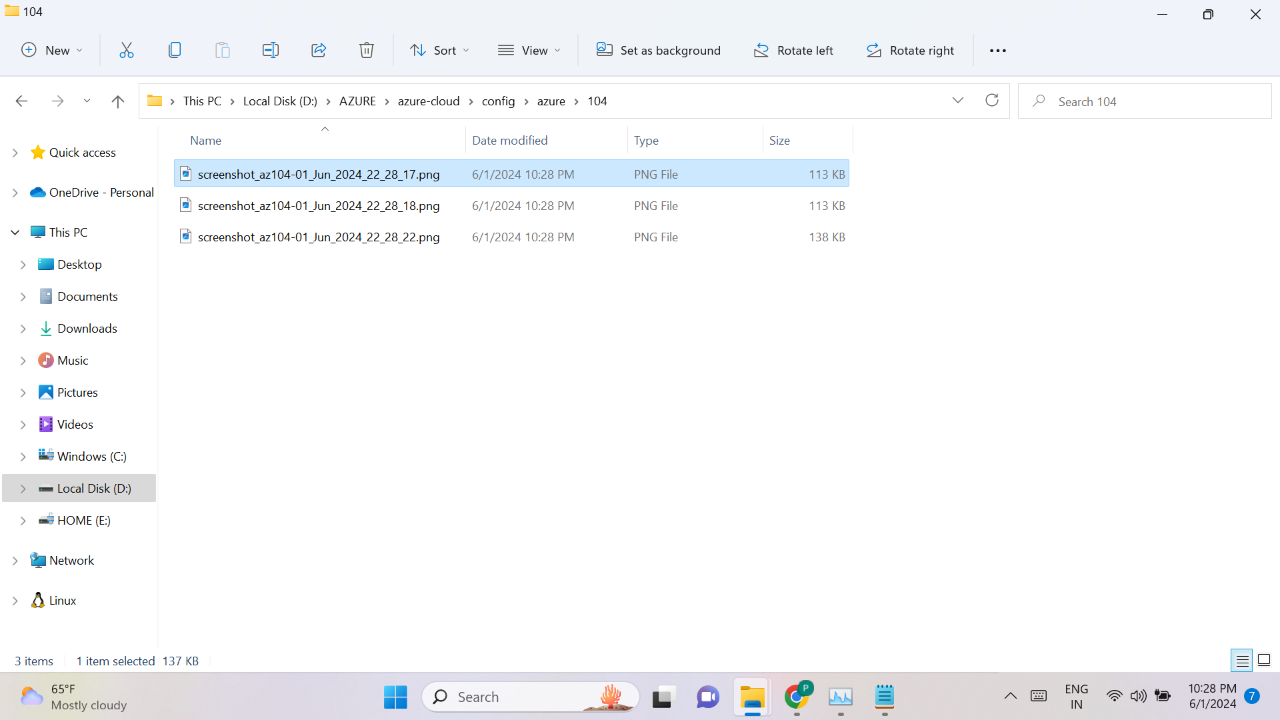 104
New
Sort
View
Set as background
Rotate left
Rotate right
This PC
Local Disk (D:)
AZURE
azure-cloud
config
azure
104
Search 104
Name
Date modified
Type
Size
screenshot_az104-01_Jun_2024_22_28_17.png 6/1/2024 10:28 PM PNG File 113 KB
screenshot_az104-01_Jun_2024_22_28_18.png 6/1/2024 10:28 PM PNG File 113 KB
screenshot_az104-01_Jun_2024_22_28_22.png 6/1/2024 10:28 PM PNG File 138 KB
Quick access
OneDrive - Personal
This PC
Desktop
Documents
Downloads
Music
Pictures
Videos
Windows (C:)
Local Disk (D:)
HOME (E:)
Network
Linux
3 items
1 item selected 137 KB
65°F
Mostly cloudy
Search
P
ENG
IN
10:28 PM
6/1/2024
7